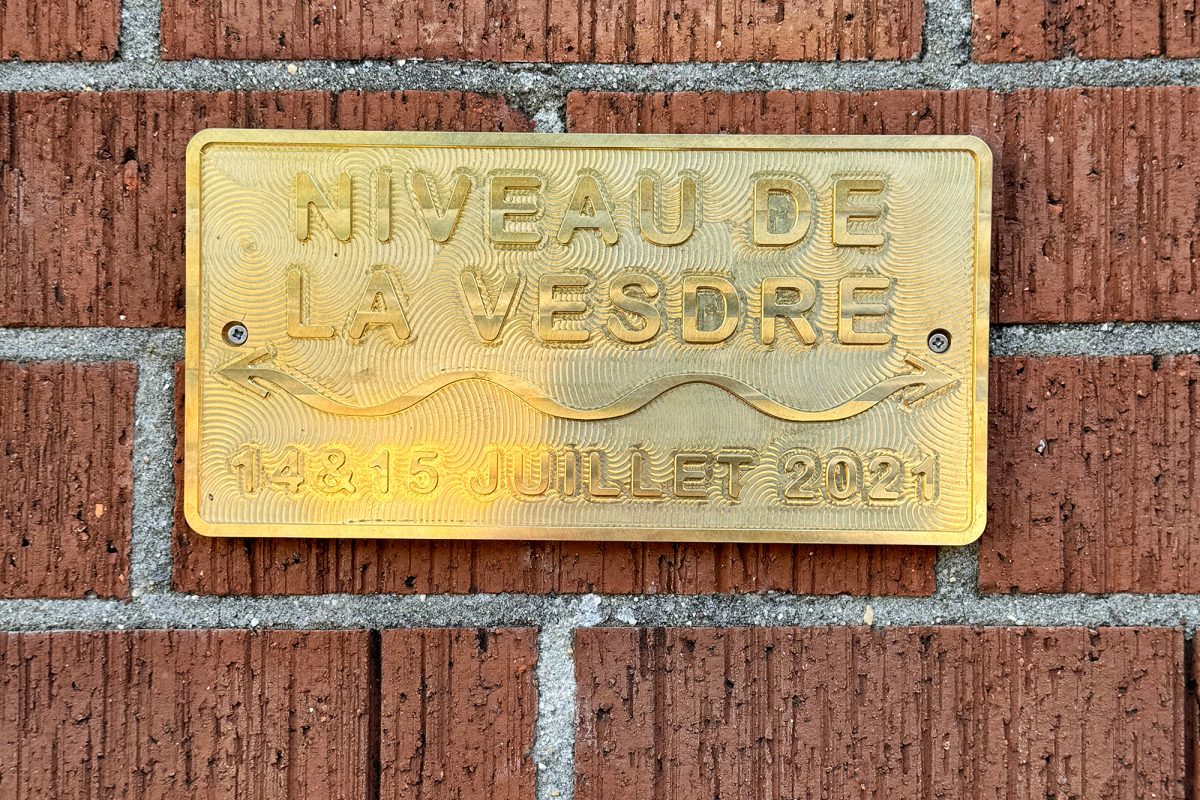 NIVEAU DE
LA VESDRE
14&15 JUILLET 2021